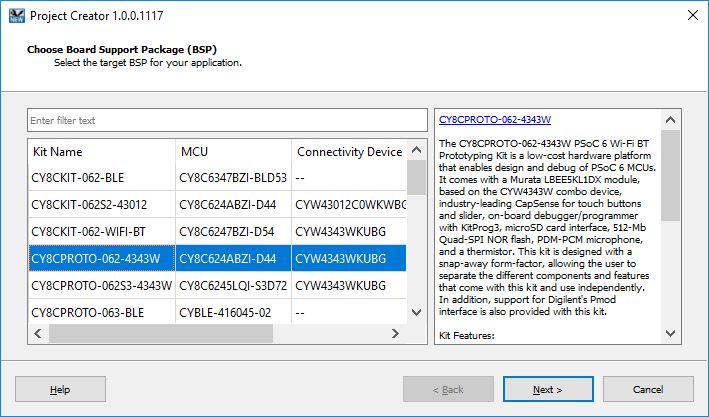 NEW
Project Creator 1.0.0.1117
Choose Board Support Package (BSP)
Select the target BSP for your application.
Enter filter text
Kit Name MCU Connectivity Device
CY8CKIT-062-BLE CY8C6347BZI-BLD53 --
CY8CKIT-062S2-43012 CY8C624ABZI-D44 CYW43012C0WKWBG
CY8CKIT-062-WIFI-BT CY8C6247BZI-D54 CYW4343WKUBG
CY8CPROTO-062-4343W CY8C624ABZI-D44 CYW4343WKUBG
CY8CPROTO-062S3-4343W CY8C6245LQI-S3D72 CYW4343WKUBG
CY8CPROTO-063-BLE CYBLE-416045-02 --
CY8CPROTO-062-4343W
The CY8CPROTO-062-4343W PSoC 6 Wi-Fi BT
Prototyping Kit is a low-cost hardware platform
that enables design and debug of PSoC 6 MCUs.
It comes with a Murata LBEE5KL1DX module,
based on the CYW4343W combo device,
industry-leading CapSense for touch buttons
and slider, on-board debugger/programmer
with KitProg3, microSD card interface, 512-Mb
Quad-SPI NOR flash, PDM-PCM microphone,
and a thermistor. This kit is designed with a
snap-away form-factor, allowing the user to
separate the different components and features
that come with this kit and use independently.
In addition, support for Digilent's Pmod
interface is also provided with this kit.
Kit Features:
Help
< Back
Next >
Cancel